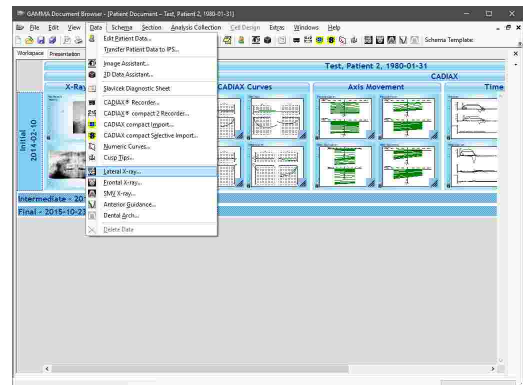 GAMMA Document Browser - [Patient Document - Test, Patient 2, 1980-01-31]
File Edit View Data Schema Section Analysis Collection Cell Design Extras Windows Help
Schema Template:
Workspace Presentation
Edit Patient Data...
Transfer Patient Data to IPS...
Image Assistant...
2D Data Assistant...
Slavicek Diagnostic Sheet
CADIAX® Recorder...
CADIAX® compact 2 Recorder...
CADIAX compact Import...
CADIAX compact Selective Import...
Numeric Curves...
Cusp Tips...
Lateral X-ray...
Frontal X-ray...
SMV X-ray...
Anterior Guidance...
Dental Arch...
Delete Data
Test, Patient 2, 1980-01-31
CADIAX
X-Ra
CADIAX Curves
Axis Movement
Time
Initial
2014-02-10
Intermediate - 20
Final - 2015-10-23